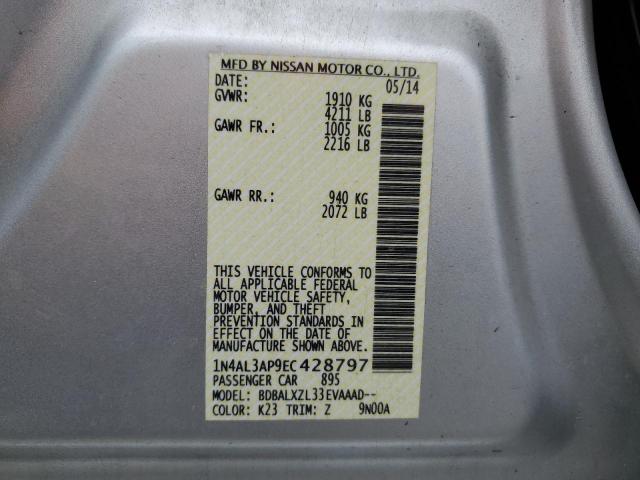 MFD BY NISSAN MOTOR CO., LTD.
DATE: 05/14
GVWR: 1910 KG
4211 LB
GAWR FR.: 1005 KG
2216 LB
GAWR RR.: 940 KG
2072 LB
THIS VEHICLE CONFORMS TO
ALL APPLICABLE FEDERAL
MOTOR VEHICLE SAFETY,
BUMPER, AND THEFT
PREVENTION STANDARDS IN
EFFECT ON THE DATE OF
MANUFACTURE SHOWN ABOVE.
1N4AL3AP9EC428797
PASSENGER CAR 895
MODEL: BDBALXZL33EVAAAD--
COLOR: K23 TRIM: Z 9N00A